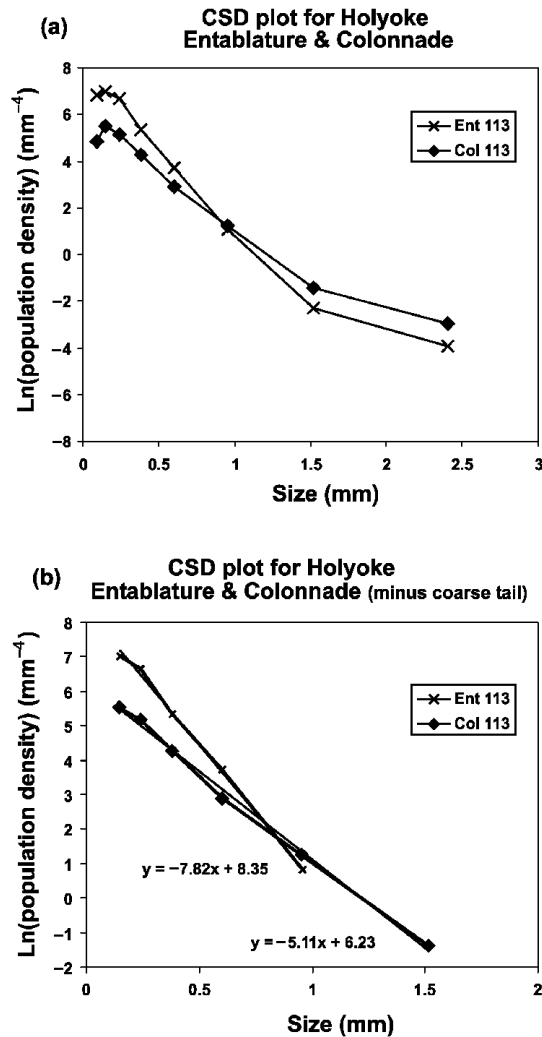 (a)
CSD plot for Holyoke
Entablature & Colonnade
Ln(population density) (mm⁻⁴)
8
6
4
2
0
−2
−4
−6
−8
Ent 113
Col 113
0
0.5
1
1.5
2
2.5
3
Size (mm)
(b)
CSD plot for Holyoke
Entablature & Colonnade (minus coarse tail)
Ln(population density) (mm⁻⁴)
8
7
6
5
4
3
2
1
0
−1
−2
Ent 113
Col 113
y = −7.82x + 8.35
y = −5.11x + 6.23
0
0.5
1
1.5
2
Size (mm)